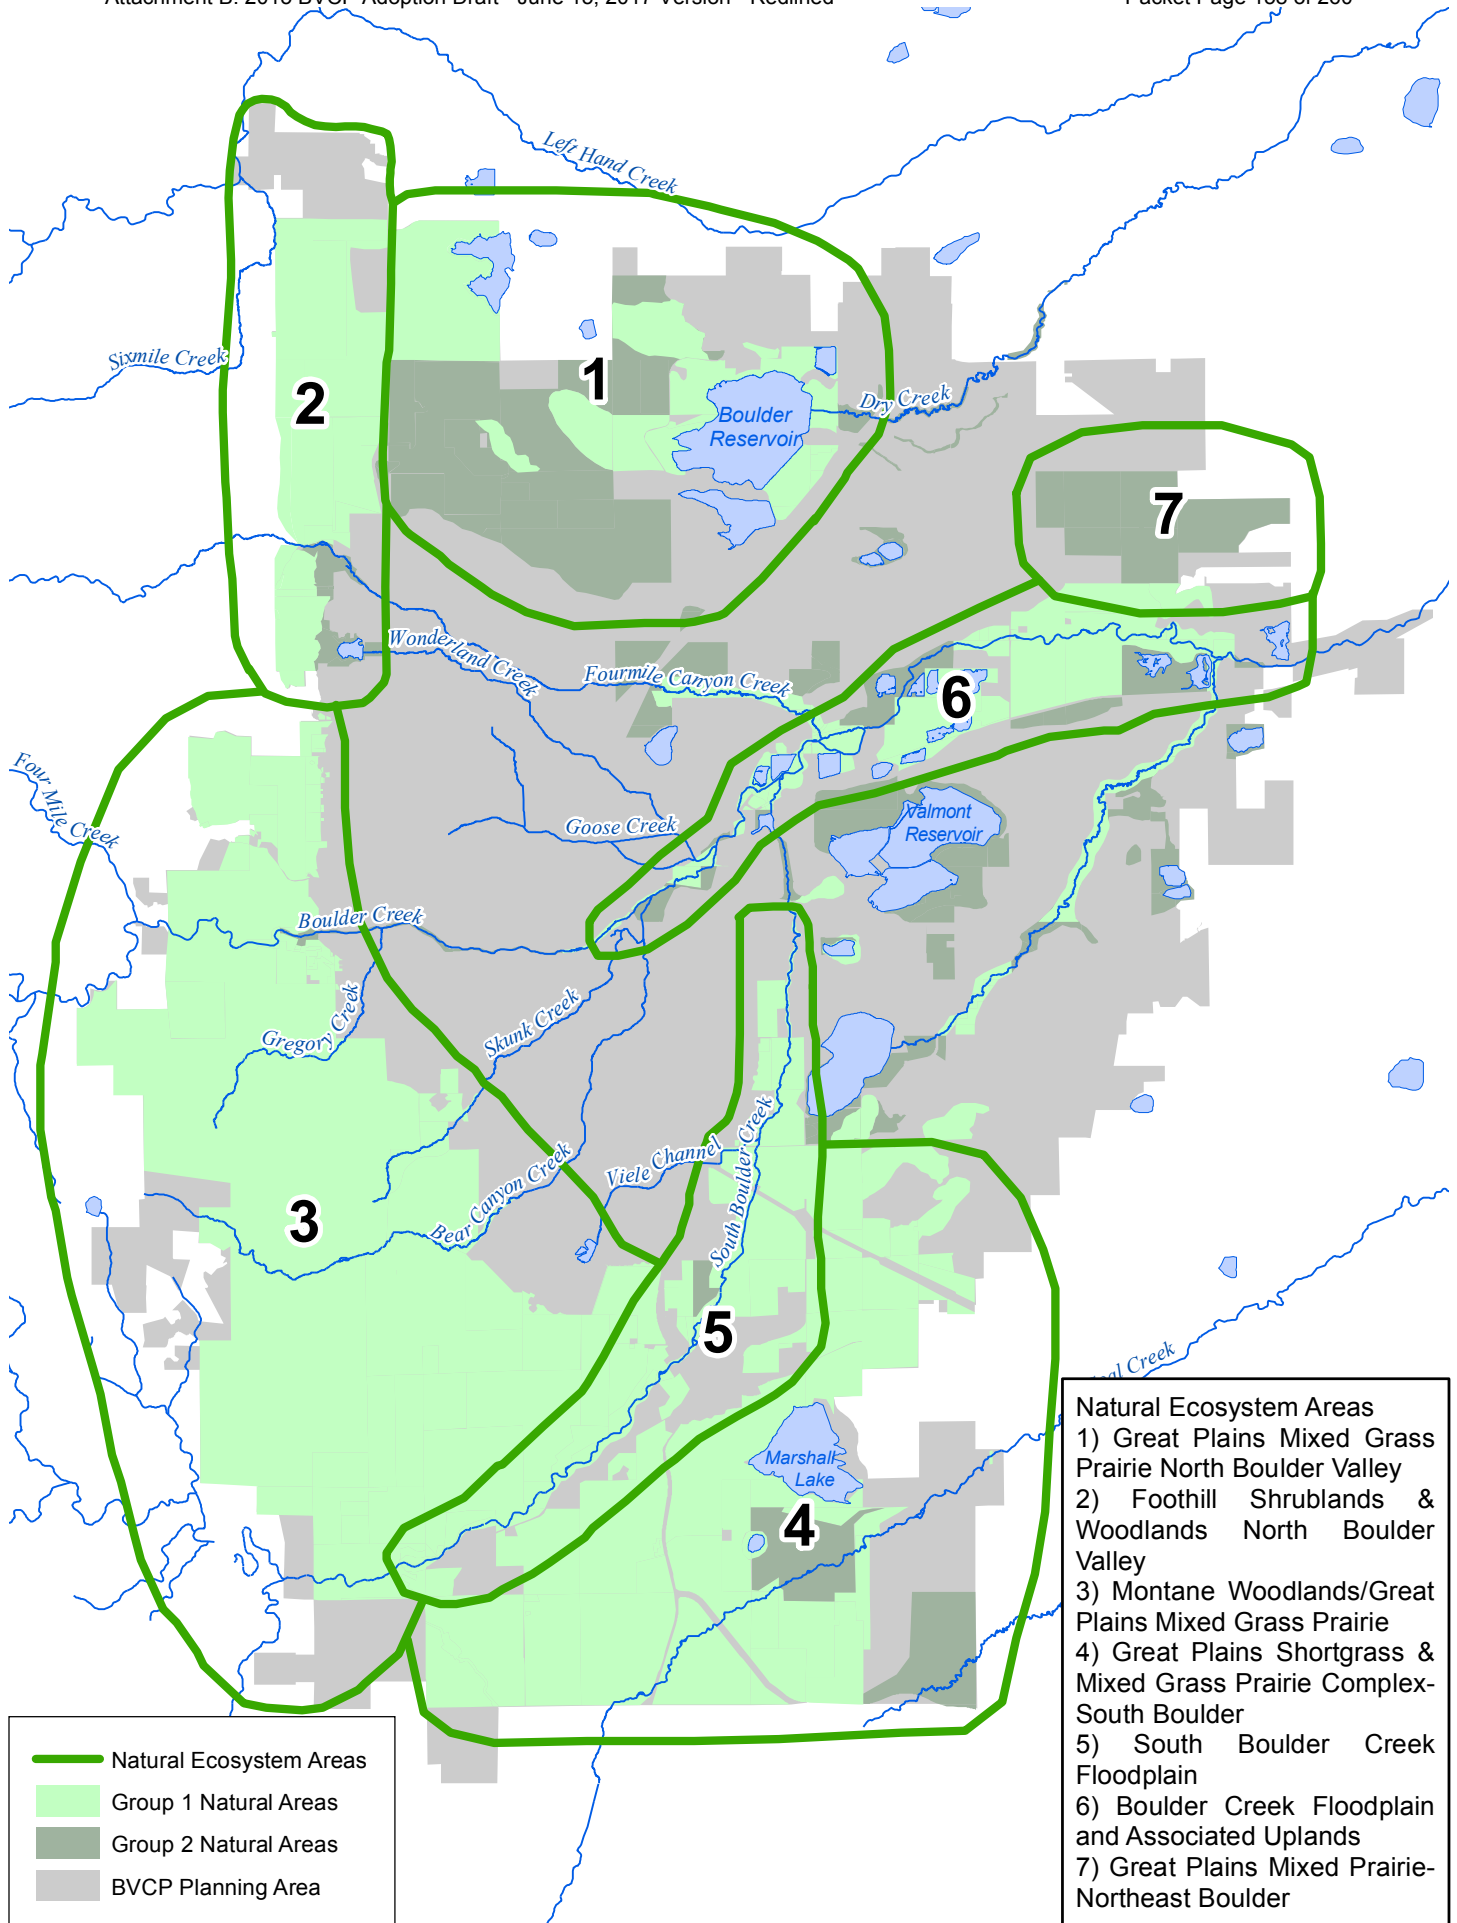 Left Hand Creek
Sixmile Creek
1
2
Boulder
Reservoir
Dry Creek
7
Wonderland Creek
Fourmile Canyon Creek
6
Four Mile Creek
Goose Creek
Valmont
Reservoir
Boulder Creek
Gregory Creek
Skunk Creek
Bear Canyon Creek
Viele Channel
South Boulder Creek
3
5
Creek
Marshall
Lake
4
Natural Ecosystem Areas
1) Great Plains Mixed Grass
Prairie North Boulder Valley
2) Foothill Shrublands &
Woodlands North Boulder
Valley
3) Montane Woodlands/Great
Plains Mixed Grass Prairie
4) Great Plains Shortgrass &
Mixed Grass Prairie Complex-
South Boulder
5) South Boulder Creek
Floodplain
6) Boulder Creek Floodplain
and Associated Uplands
7) Great Plains Mixed Prairie-
Northeast Boulder
Natural Ecosystem Areas
Group 1 Natural Areas
Group 2 Natural Areas
BVCP Planning Area